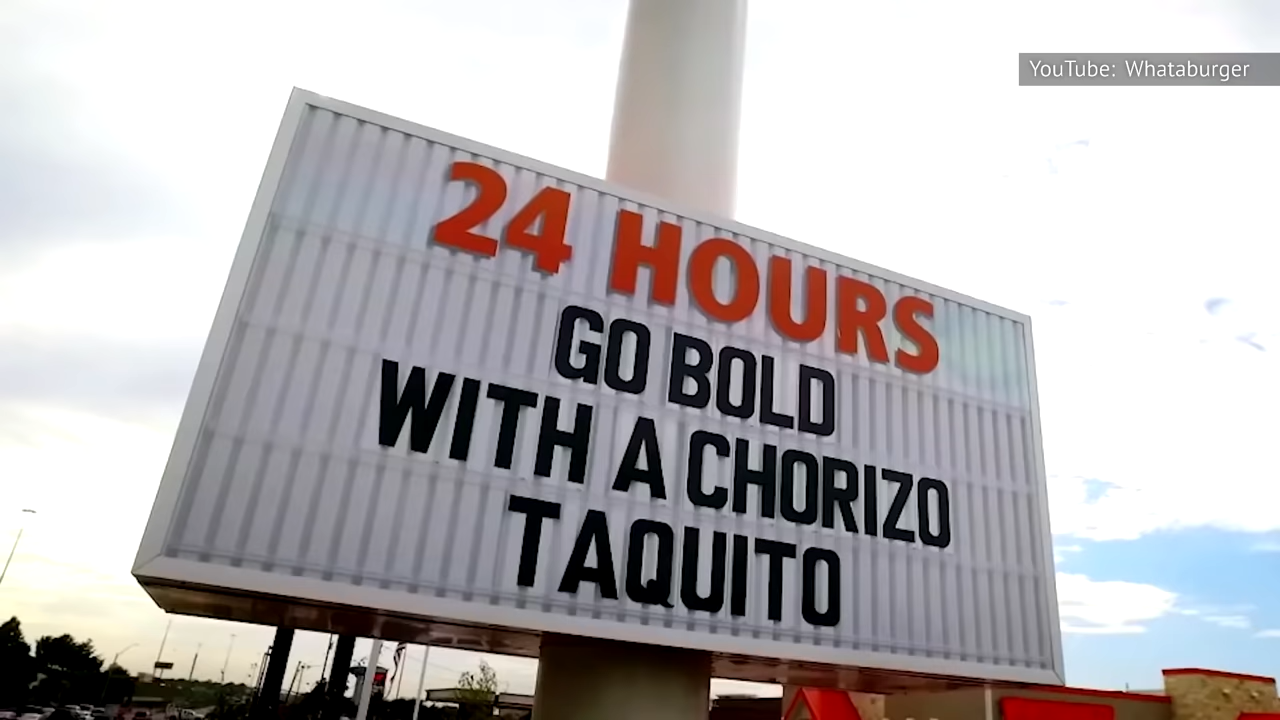 YouTube: Whataburger
24 HOURS
GO BOLD
WITH A CHORIZO
TAQUITO